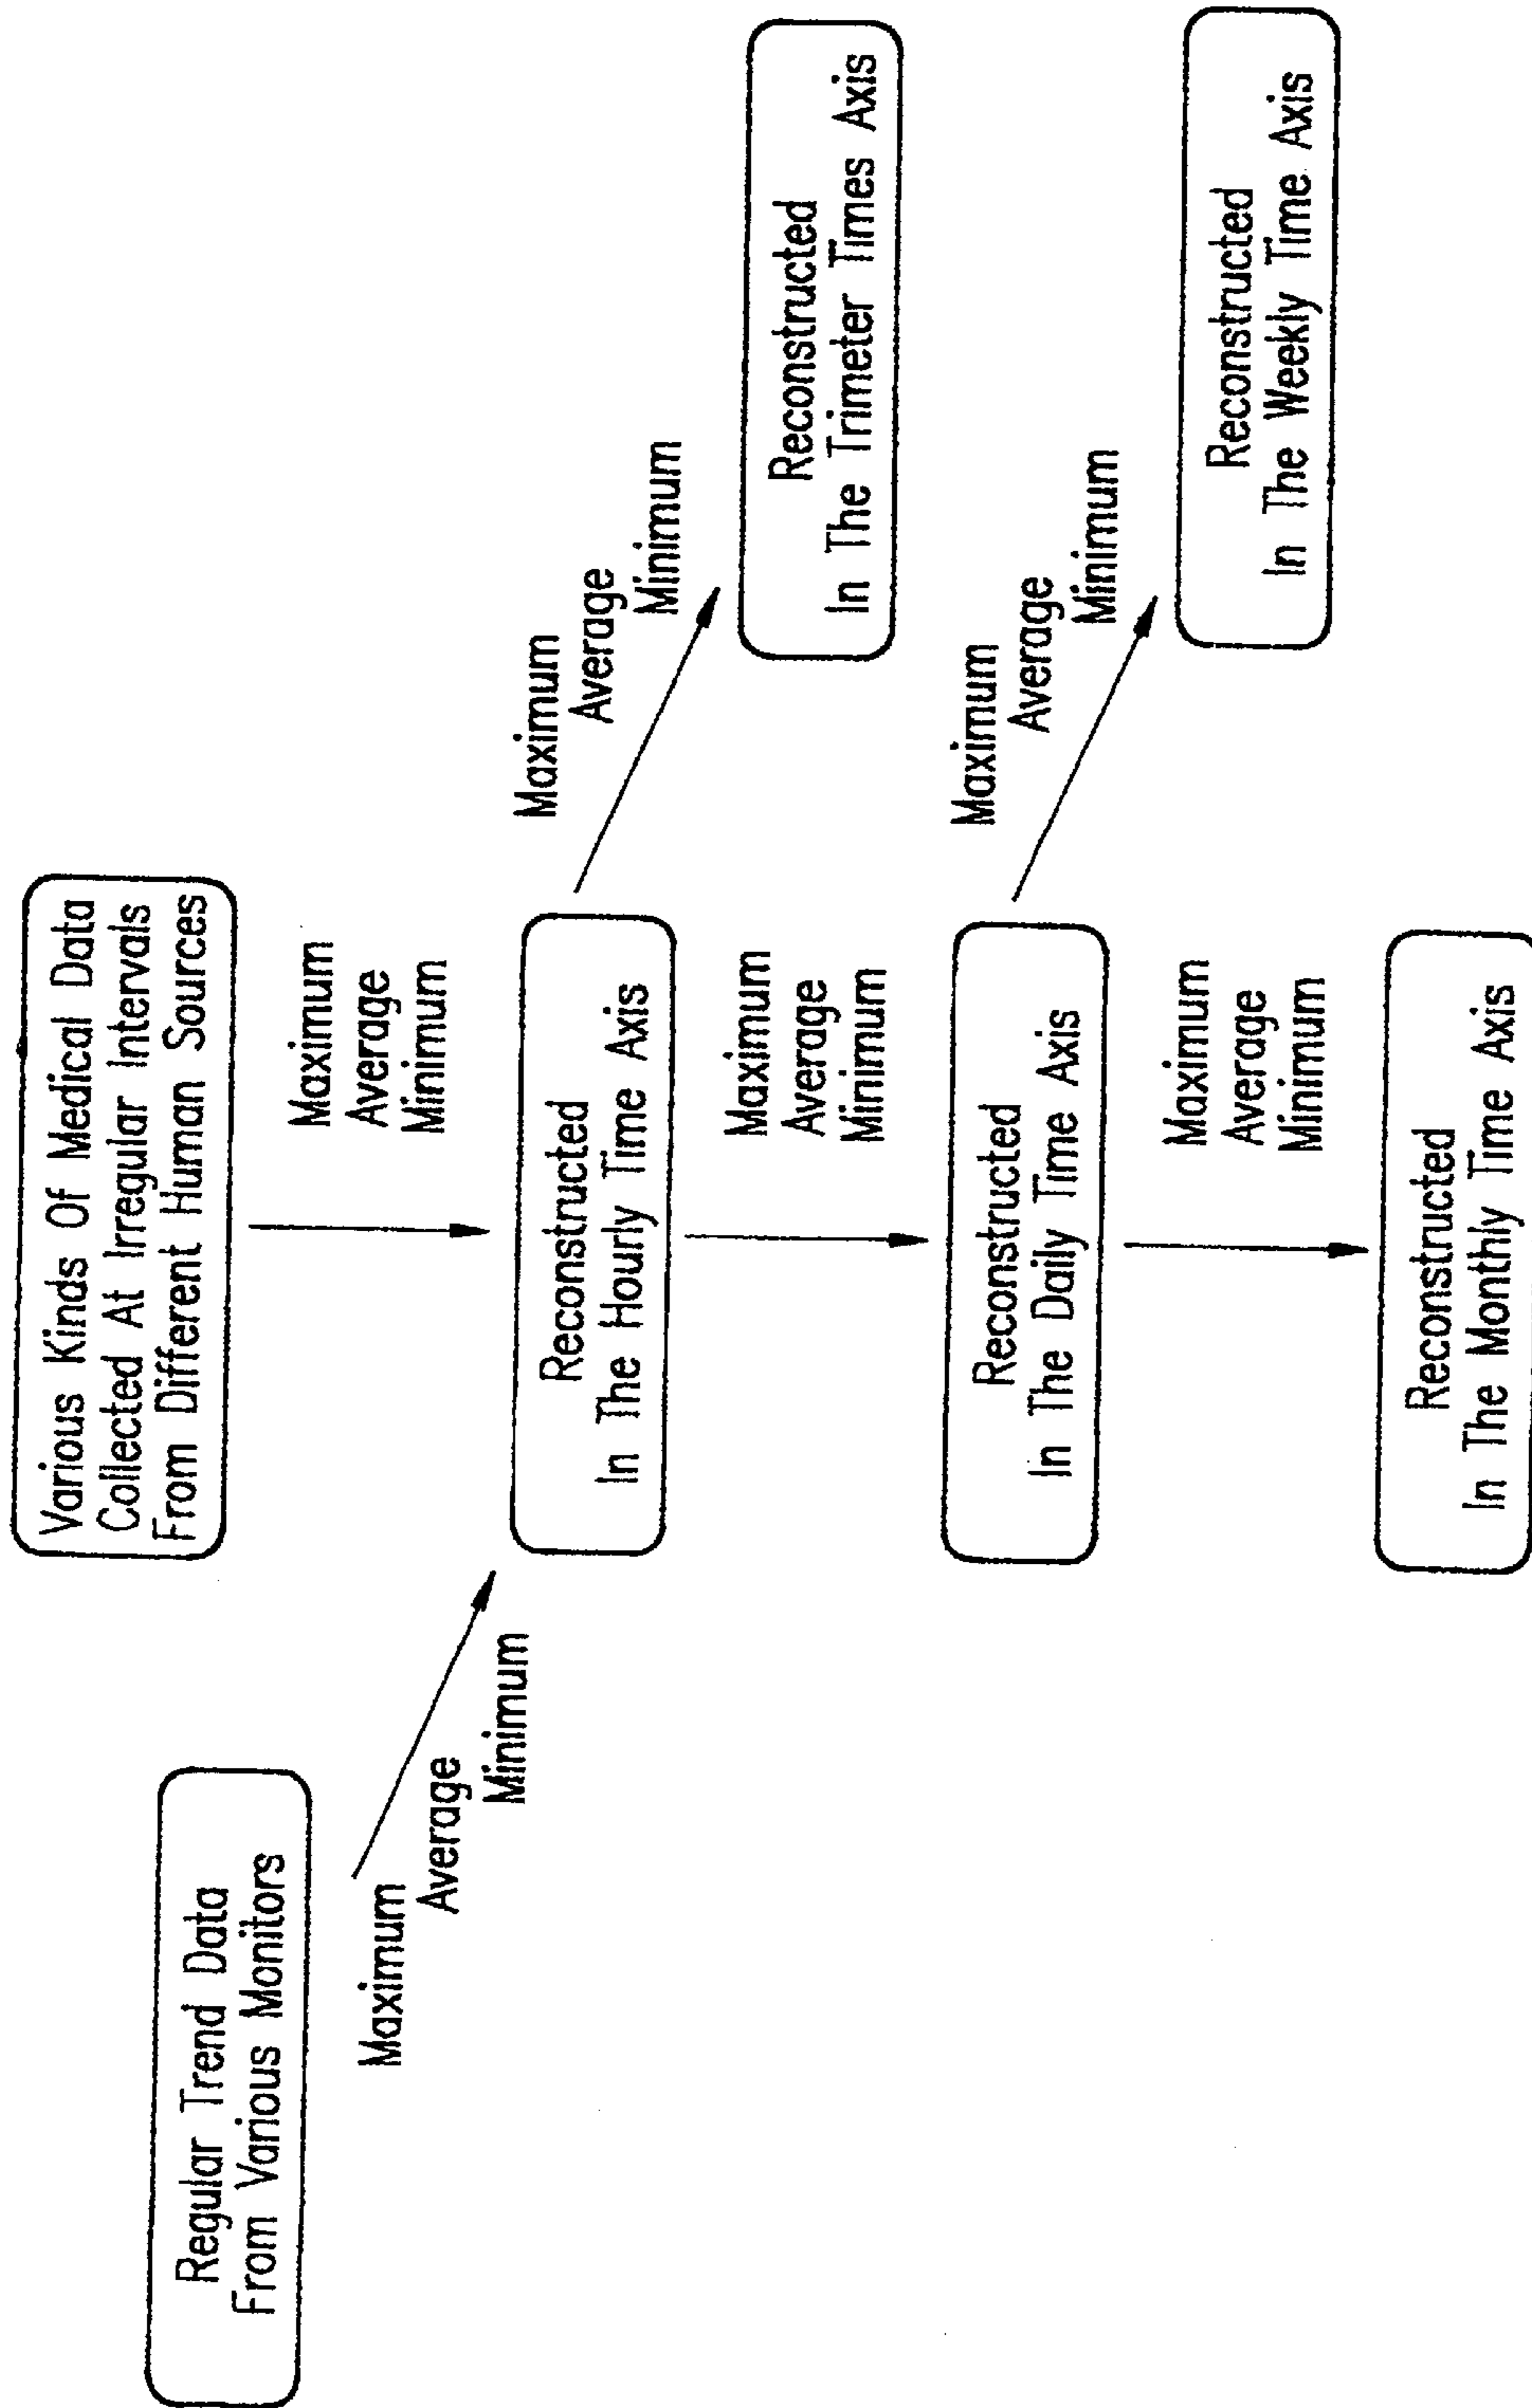 Various Kinds Of Medical Data
Collected At Irregular Intervals
From Different Human Sources
Regular Trend Data
From Various Monitors
Maximum
Average
Minimum
Maximum
Average
Minimum
Reconstructed
In The Hourly Time Axis
Maximum
Average
Minimum
Reconstructed
In The Trimeter Times Axis
Maximum
Average
Minimum
Reconstructed
In The Daily Time Axis
Maximum
Average
Minimum
Reconstructed
In The Weekly Time Axis
Maximum
Average
Minimum
Reconstructed
In The Monthly Time Axis